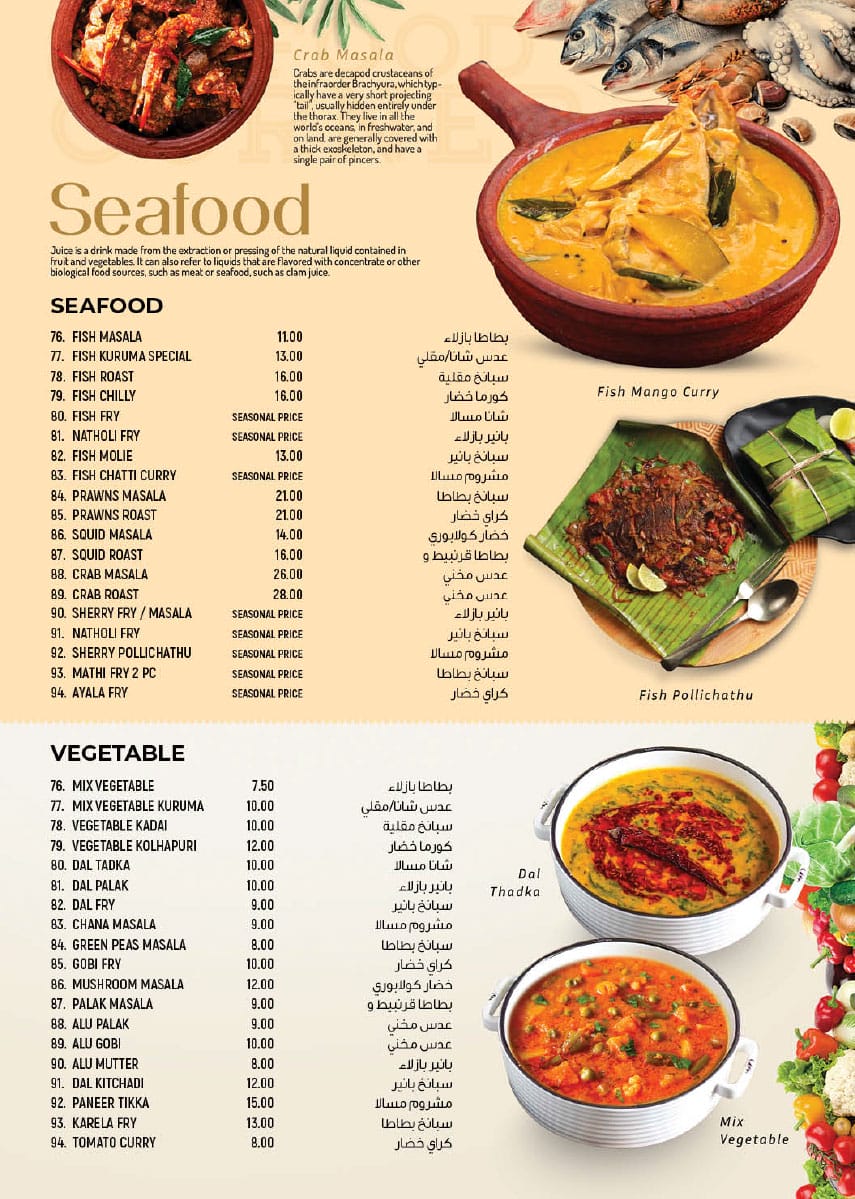 Crab Masala
Crabs are decapod crustaceans of
the infraorder Brachyura, which typ-
ically have a very short projecting
"tail", usually hidden entirely under
the thorax. They live in all the
world's oceans, in freshwater, and
on land, are generally covered with
a thick exoskeleton, and have a
single pair of pincers.
Seafood
Juice is a drink made from the extraction or pressing of the natural liquid contained in
fruit and vegetables. It can also refer to liquids that are flavored with concentrate or other
biological food sources, such as meat or seafood, such as clam juice.
SEAFOOD
76. FISH MASALA 11.00 بطاطا بازلاء
77. FISH KURUMA SPECIAL 13.00 عدس شانا/مقلي
78. FISH ROAST 16.00 سبانخ مقلية
79. FISH CHILLY 16.00 كورما خضار
80. FISH FRY SEASONAL PRICE شانا مسالا
81. NATHOLI FRY SEASONAL PRICE بانير بازلاء
82. FISH MOLIE 13.00 سبانخ بانير
83. FISH CHATTI CURRY SEASONAL PRICE مشروم مسالا
84. PRAWNS MASALA 21.00 سبانخ بطاطا
85. PRAWNS ROAST 21.00 كراي خضار
86. SQUID MASALA 14.00 خضار كولابوري
87. SQUID ROAST 16.00 بطاطا قرنبيط و
88. CRAB MASALA 26.00 عدس مخني
89. CRAB ROAST 28.00 عدس مخني
90. SHERRY FRY / MASALA SEASONAL PRICE بانير بازلاء
91. NATHOLI FRY SEASONAL PRICE سبانخ بانير
92. SHERRY POLLICHATHU SEASONAL PRICE مشروم مسالا
93. MATHI FRY 2 PC SEASONAL PRICE سبانخ بطاطا
94. AYALA FRY SEASONAL PRICE كراي خضار
Fish Mango Curry
Fish Pollichathu
VEGETABLE
76. MIX VEGETABLE 7.50 بطاطا بازلاء
77. MIX VEGETABLE KURUMA 10.00 عدس شانا/مقلي
78. VEGETABLE KADAI 10.00 سبانخ مقلية
79. VEGETABLE KOLHAPURI 12.00 كورما خضار
80. DAL TADKA 10.00 شانا مسالا
81. DAL PALAK 10.00 بانير بازلاء
82. DAL FRY 9.00 سبانخ بانير
83. CHANA MASALA 9.00 مشروم مسالا
84. GREEN PEAS MASALA 8.00 سبانخ بطاطا
85. GOBI FRY 10.00 كراي خضار
86. MUSHROOM MASALA 12.00 خضار كولابوري
87. PALAK MASALA 9.00 بطاطا قرنبيط و
88. ALU PALAK 9.00 عدس مخني
89. ALU GOBI 10.00 عدس مخني
90. ALU MUTTER 8.00 بانير بازلاء
91. DAL KITCHADI 12.00 سبانخ بانير
92. PANEER TIKKA 15.00 مشروم مسالا
93. KARELA FRY 13.00 سبانخ بطاطا
94. TOMATO CURRY 8.00 كراي خضار
Dal
Thadka
Mix
Vegetable